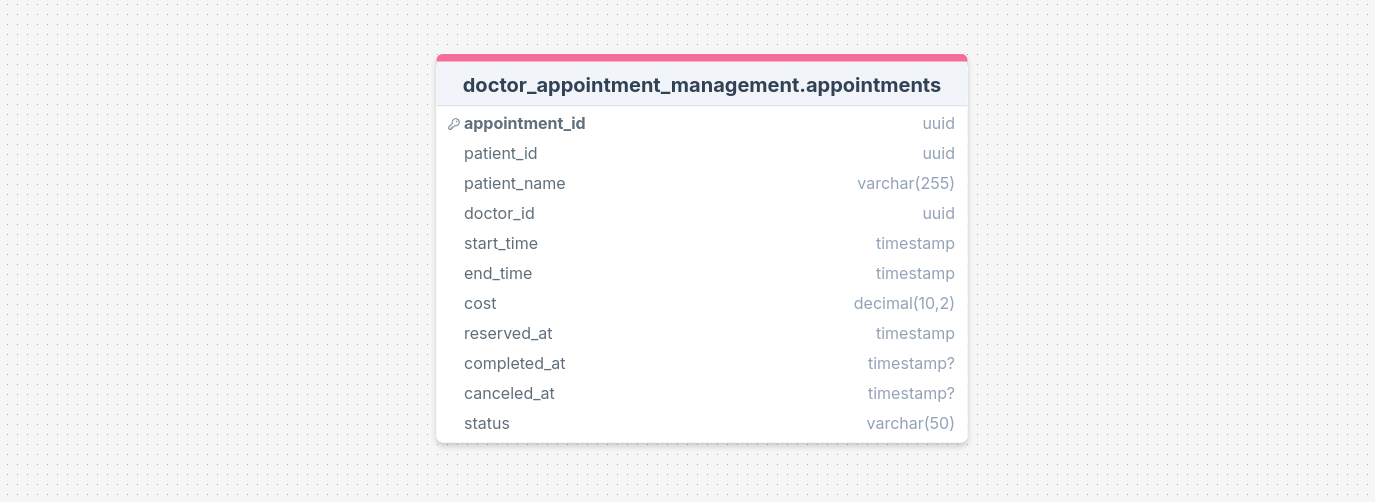 doctor_appointment_management.appointments
appointment_id uuid
patient_id uuid
patient_name varchar(255)
doctor_id uuid
start_time timestamp
end_time timestamp
cost decimal(10,2)
reserved_at timestamp
completed_at timestamp?
canceled_at timestamp?
status varchar(50)